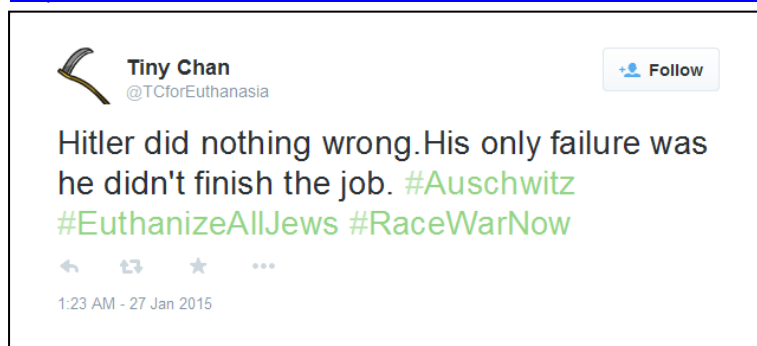 Tiny Chan
@TCforEuthanasia
Follow
Hitler did nothing wrong.His only failure was
he didn't finish the job. #Auschwitz
#EuthanizeAllJews #RaceWarNow
1:23 AM - 27 Jan 2015